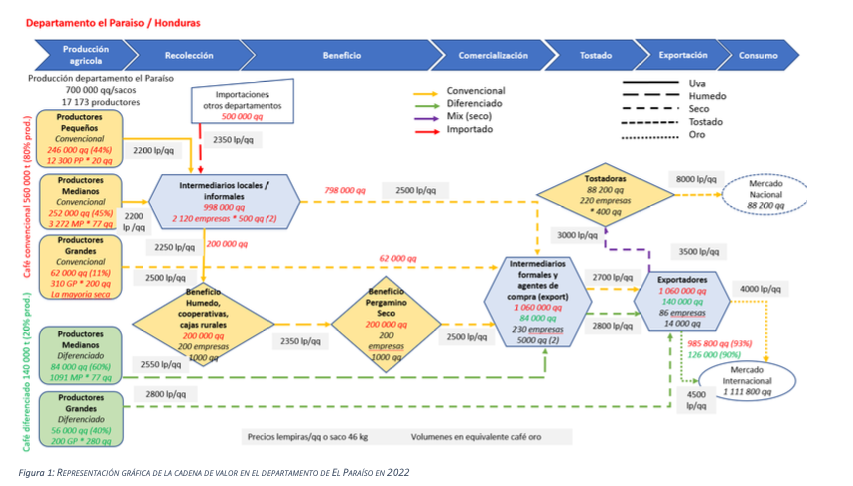 Departamento el Paraiso / Honduras
Producción
agricola
Recolección
Beneficio
Comercialización
Tostado
Exportación
Consumo
Producción departamento el Paraíso
700 000 qq/sacos
17 173 productores
Importaciones
otros departamentos
500 000 qq
Convencional
Diferenciado
Mix (seco)
Importado
Uva
Humedo
Seco
Tostado
Oro
Café convencional 560 000 t (80% prod.)
Café diferenciado 140 000 t (20% prod.)
Productores
Pequeños
Convencional
246 000 qq (44%)
12 300 PP * 20 qq
2200 lp/qq
2350 lp/qq
Productores
Medianos
Convencional
252 000 qq (45%)
3 272 MP * 77 qq
2200
lp /qq
Intermediarios locales /
informales
998 000 qq
2 120 empresas * 500 qq (2)
798 000 qq
2500 lp/qq
Tostadoras
88 200 qq
220 empresas
* 400 qq
8000 lp/qq
Mercado
Nacional
88 200 qq
3000 lp/qq
3500 lp/qq
Productores
Grandes
Convencional
62 000 qq (11%)
310 GP * 200 qq
La mayoría seca
2250 lp/qq
200 000 qq
2500 lp/qq
62 000 qq
Beneficio
Humedo,
cooperativas,
cajas rurales
200 000 qq
200 empresas
1000 qq
2350 lp/qq
Beneficio
Pergamino
Seco
200 000 qq
200
empresas
1000 qq
2500 lp/qq
Intermediarios
formales y
agentes de
compra (export)
1 060 000 qq
84 000 qq
230 empresas
5000 qq (2)
2700 lp/qq
2800 lp/qq
Exportadores
1 060 000 qq
140 000 qq
86 empresas
14 000 qq
4000 lp/qq
985 800 qq (93%)
126 000 qq (90%)
Mercado
Internacional
1 111 800 qq
4500
lp/qq
Productores
Medianos
Diferenciado
84 000 qq (60%)
1091 MP * 77 qq
2550 lp/qq
Productores
Grandes
Diferenciado
56 000 qq (40%)
200 GP * 280 qq
2800 lp/qq
Precios lempiras/qq o saco 46 kg
Volumenes en equivalente café oro
Figura 1: REPRESENTACIÓN GRÁFICA DE LA CADENA DE VALOR EN EL DEPARTAMENTO DE EL PARAÍSO EN 2022